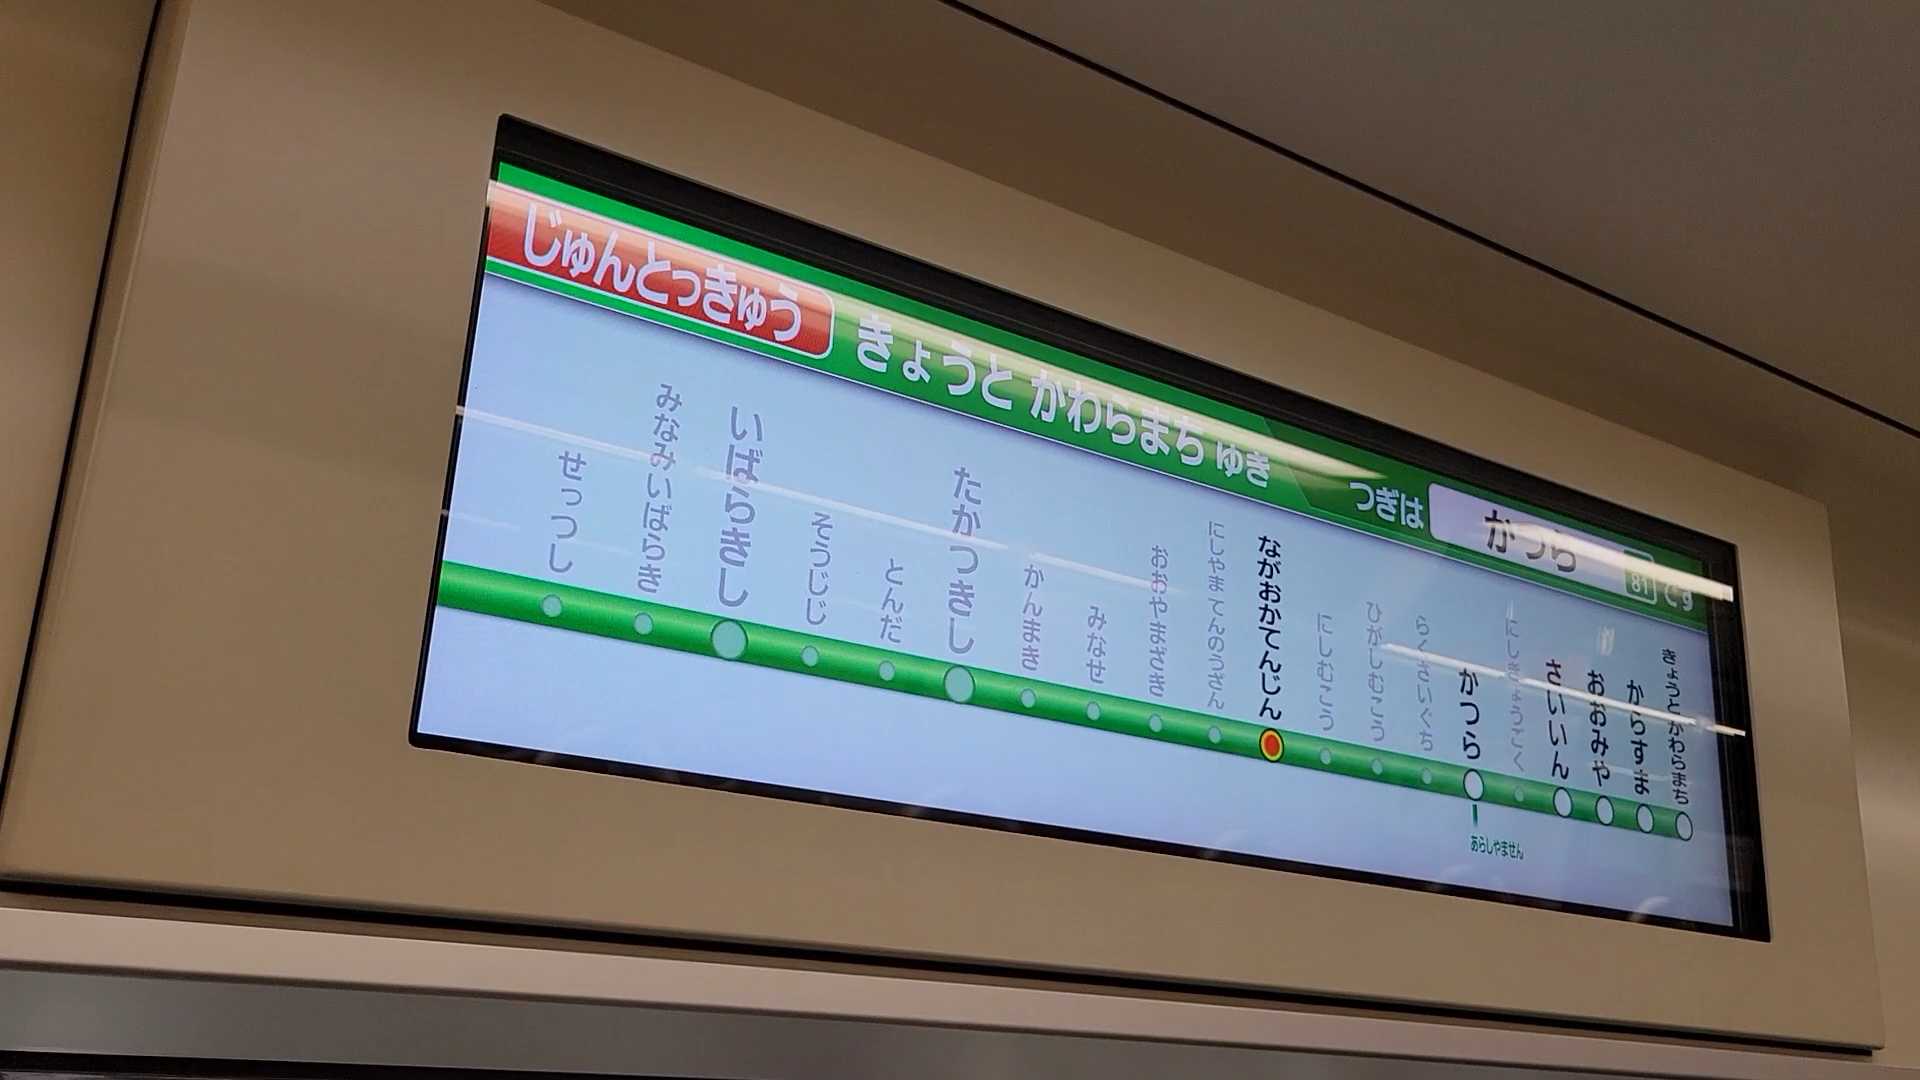 じゅんとっきゅう
きょうと かわらまち ゆき
つぎは
かつら
81
です
せっつし
みなみいばらき
いばらきし
そうじじ
とんだ
たかつきし
かんまき
みなせ
おおやまざき
にしやまてんのうざん
ながおかてんじん
にしむこう
ひがしむこう
らくさいぐち
かつら
にしきょうごく
さいいん
おおみや
からすま
きょうとかわらまち
あらしやません